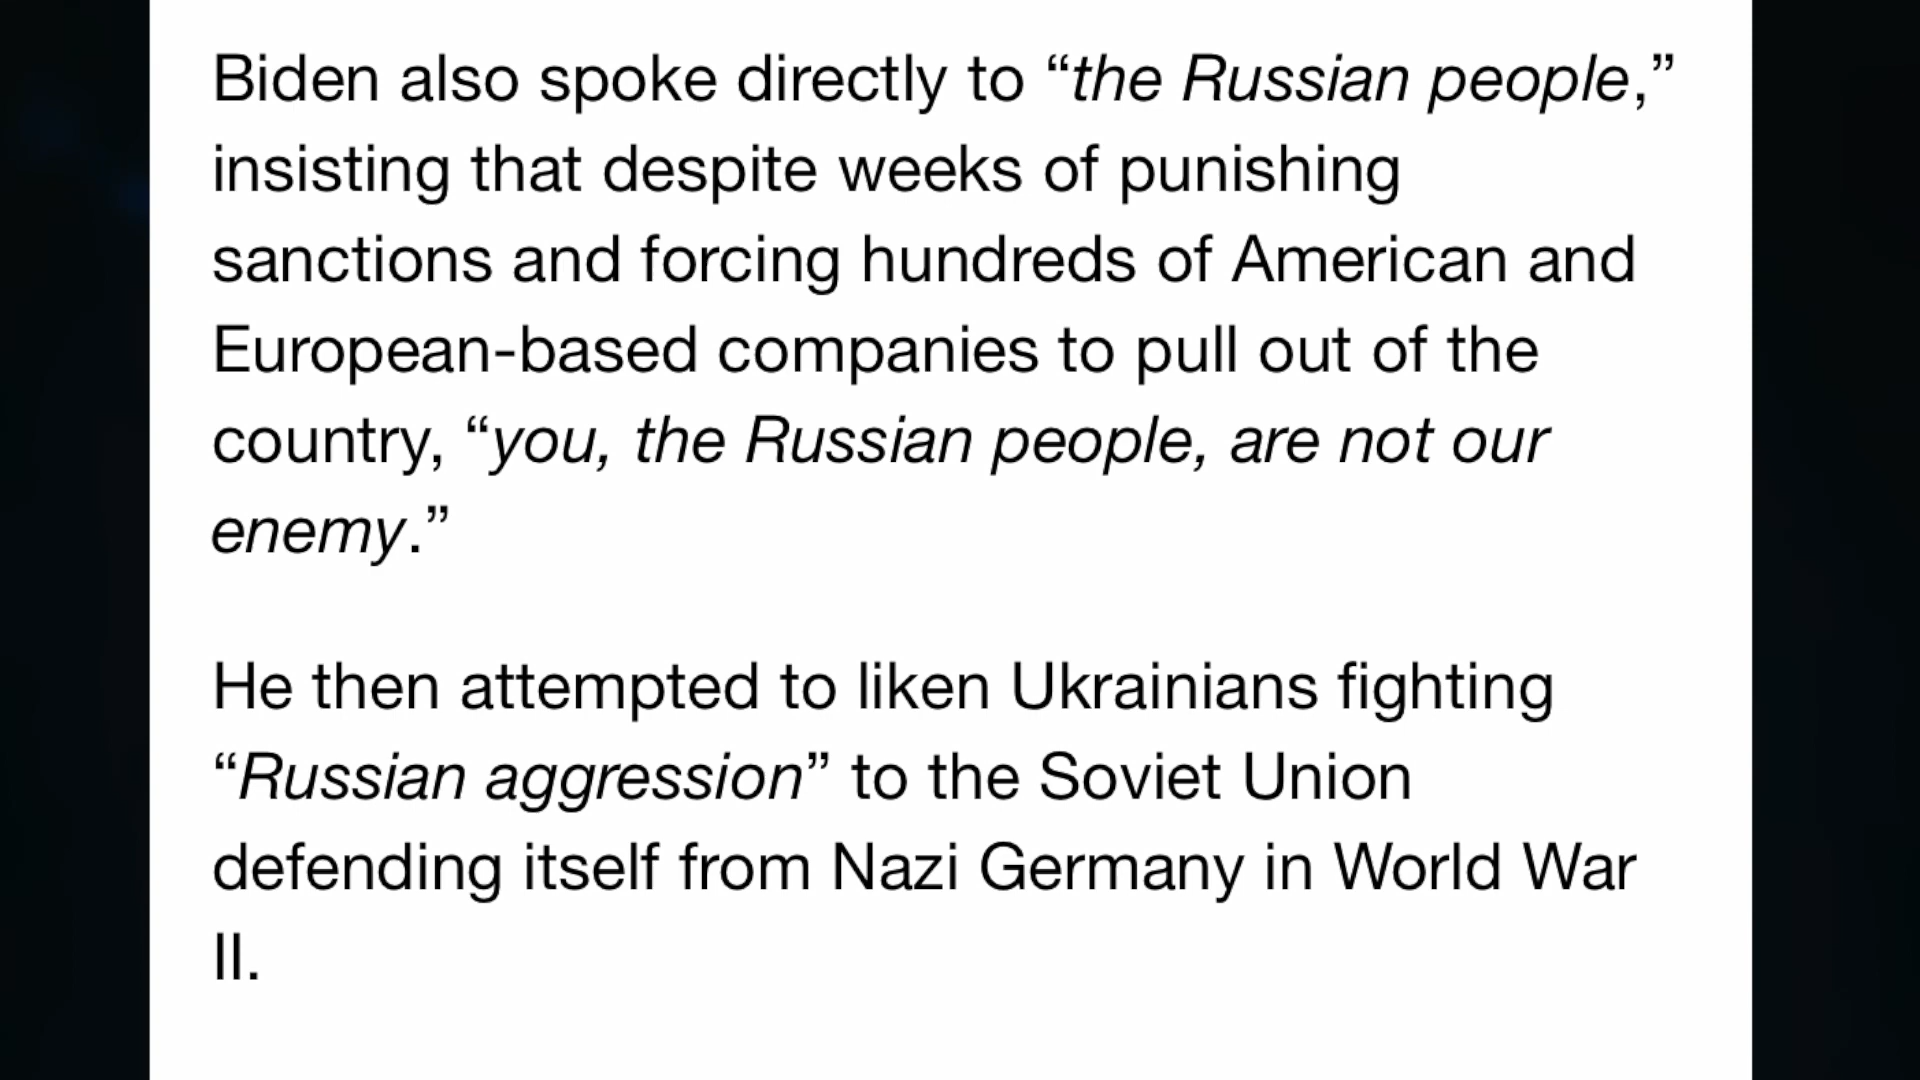 Biden also spoke directly to “the Russian people,”
insisting that despite weeks of punishing
sanctions and forcing hundreds of American and
European-based companies to pull out of the
country, “you, the Russian people, are not our
enemy.”
He then attempted to liken Ukrainians fighting
“Russian aggression” to the Soviet Union
defending itself from Nazi Germany in World War
II.